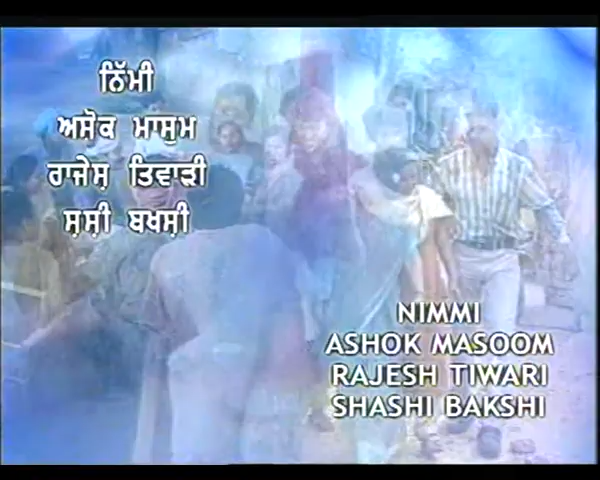 ਨਿੰਮੀ
ਅਸੋਕ ਮਾਸੁਮ
ਰਾਜੇਸ਼ ਤਿਵਾੜੀ
ਸ਼ਸ਼ੀ ਬਖਸ਼ੀ
NIMMI
ASHOK MASOOM
RAJESH TIWARI
SHASHI BAKSHI